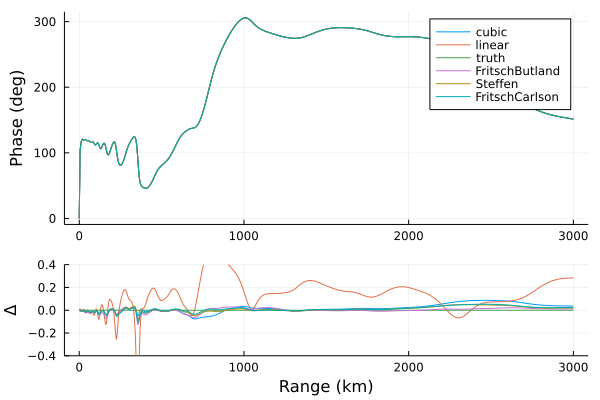 300
200
100
0
Phase (deg)
cubic
linear
truth
FritschButland
Steffen
FritschCarlson
0 1000 2000 3000
0.4
0.2
0.0
−0.2
−0.4
Δ
0 1000 2000 3000
Range (km)